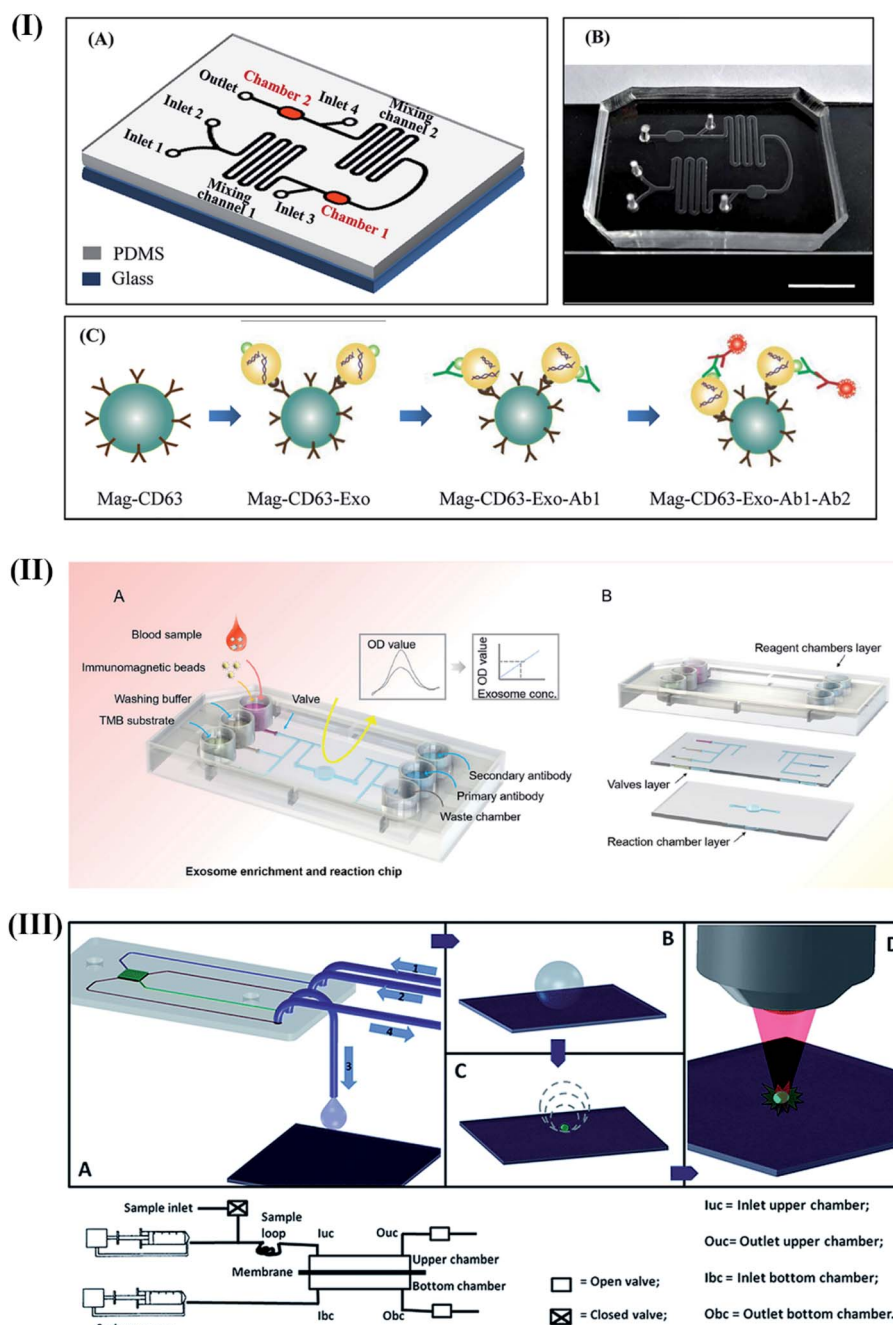 (I)
(A)
Outlet
Chamber 2
Inlet 4
Mixing
channel 2
Inlet 2
Inlet 1
Mixing
channel 1
Inlet 3
Chamber 1
PDMS
Glass
(B)
(C)
Mag-CD63
Mag-CD63-Exo
Mag-CD63-Exo-Ab1
Mag-CD63-Exo-Ab1-Ab2
(II)
A
Blood sample
Immunomagnetic beads
Washing buffer
TMB substrate
Valve
OD value
OD value
Exosome conc.
Secondary antibody
Primary antibody
Waste chamber
Exosome enrichment and reaction chip
B
Reagent chambers layer
Valves layer
Reaction chamber layer
(III)
1
2
4
3
A
B
C
D
Sample inlet
Sample
loop
Iuc
Ouc
Membrane
Upper chamber
Bottom chamber
Ibc
Obc
= Open valve;
= Closed valve;
Iuc = Inlet upper chamber;
Ouc= Outlet upper chamber;
Ibc = Inlet bottom chamber;
Obc = Outlet bottom chamber.